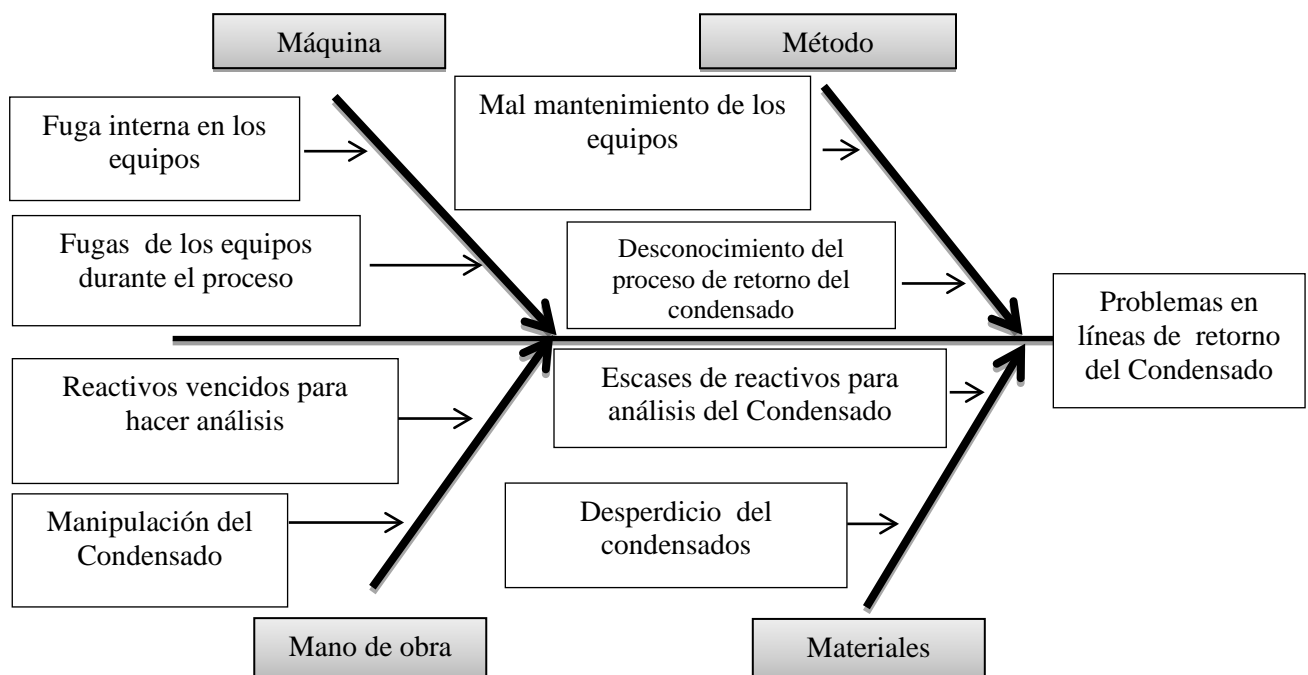 Máquina
Método
Fuga interna en los
equipos
Mal mantenimiento de los
equipos
Fugas de los equipos
durante el proceso
Desconocimiento del
proceso de retorno del
condensado
Problemas en
líneas de retorno
del Condensado
Reactivos vencidos para
hacer análisis
Escases de reactivos para
análisis del Condensado
Manipulación del
Condensado
Desperdicio del
condensados
Mano de obra
Materiales